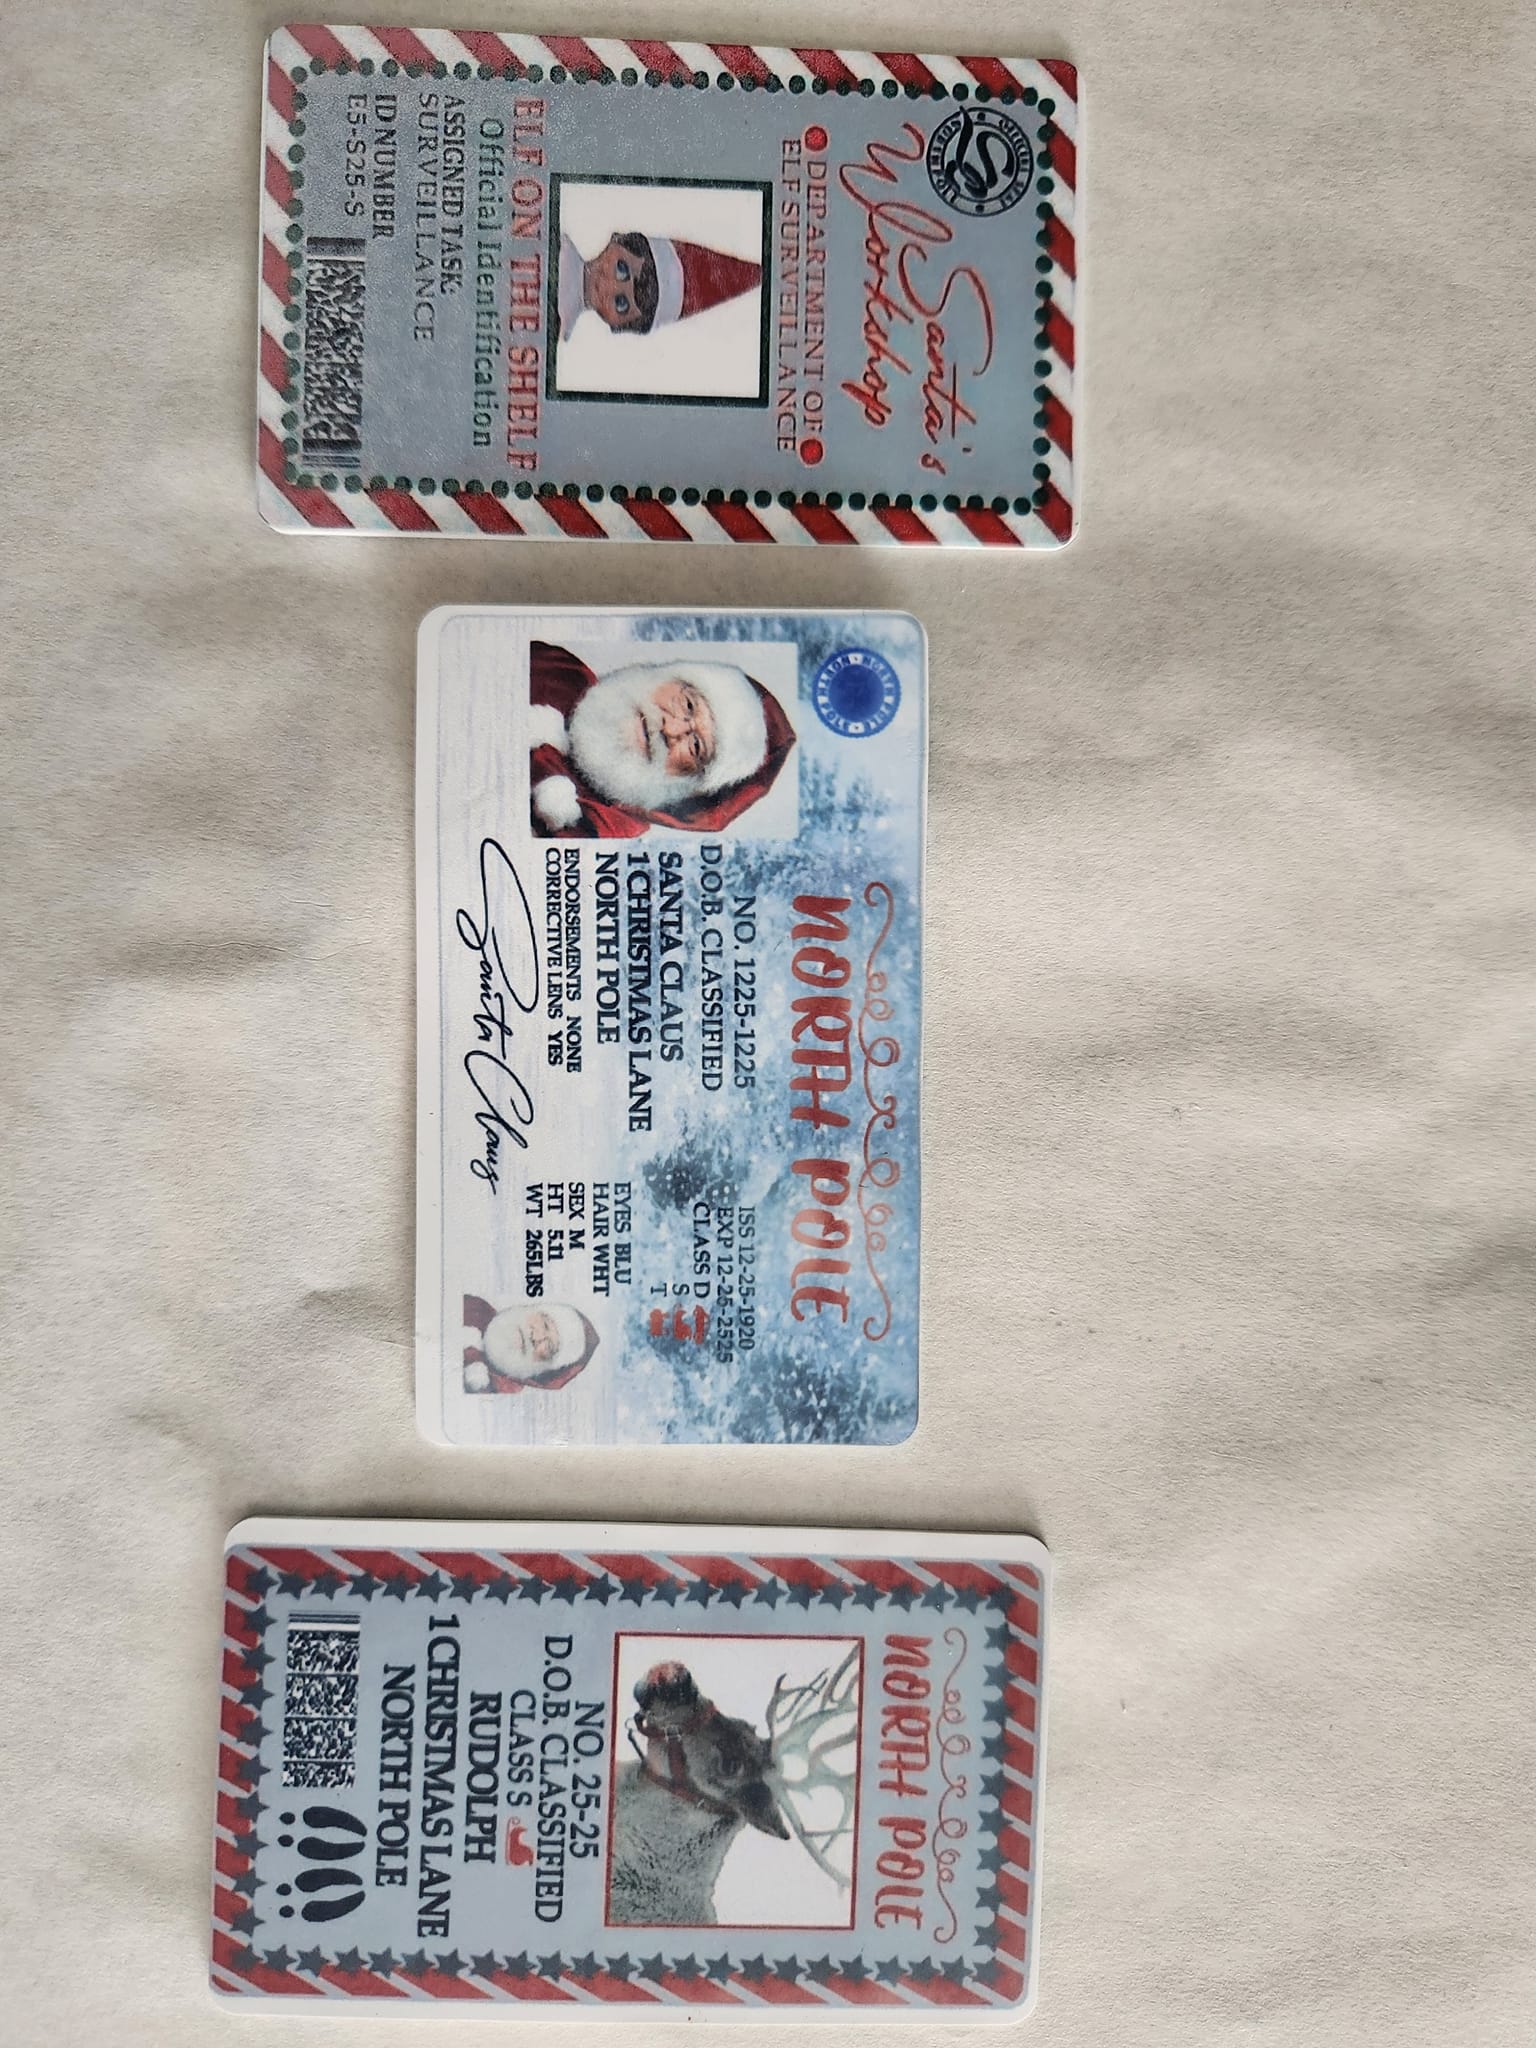 Santa's
Workshop
DEPARTMENT OF
ELF SURVEILLANCE
ELF ON THE SHELF
Official Identification
ASSIGNED TASK:
SURVEILLANCE
ID NUMBER
E5-S25-S
NORTH POLE
NO. 1225-1225
D.O.B. CLASSIFIED
SANTA CLAUS
1 CHRISTMAS LANE
NORTH POLE
ENDORSEMENTS NONE
CORRECTIVE LENS YES
Santa Claus
ISS 12-25-1920
EXP 12-25-2525
CLASS D
S
T
EYES BLU
HAIR WHT
SEX M
HT 5.11
WT 265LBS
NORTH POLE
NO. 25-25
D.O.B. CLASSIFIED
CLASS S
RUDOLPH
1 CHRISTMAS LANE
NORTH POLE